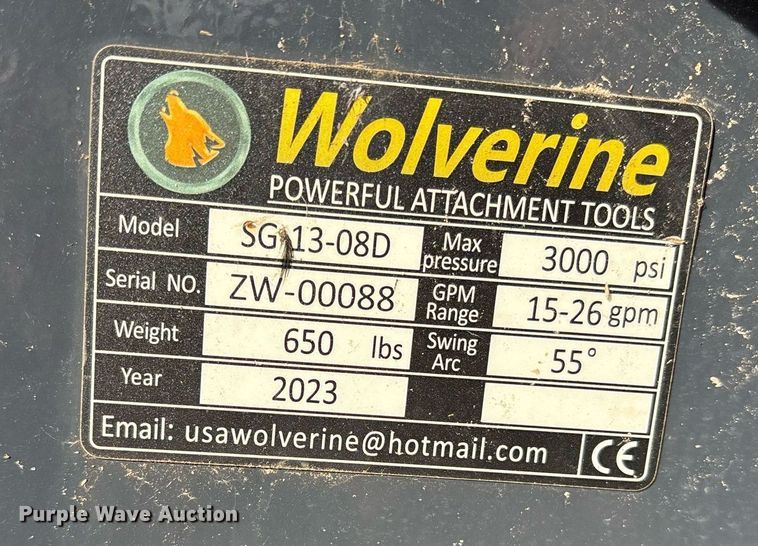 Wolverine
POWERFUL ATTACHMENT TOOLS
Model SG-13-08D Max pressure 3000 psi
Serial NO. ZW-00088 GPM Range 15-26 gpm
Weight 650 lbs Swing Arc 55°
Year 2023
Email: usawolverine@hotmail.com CE
Purple Wave Auction